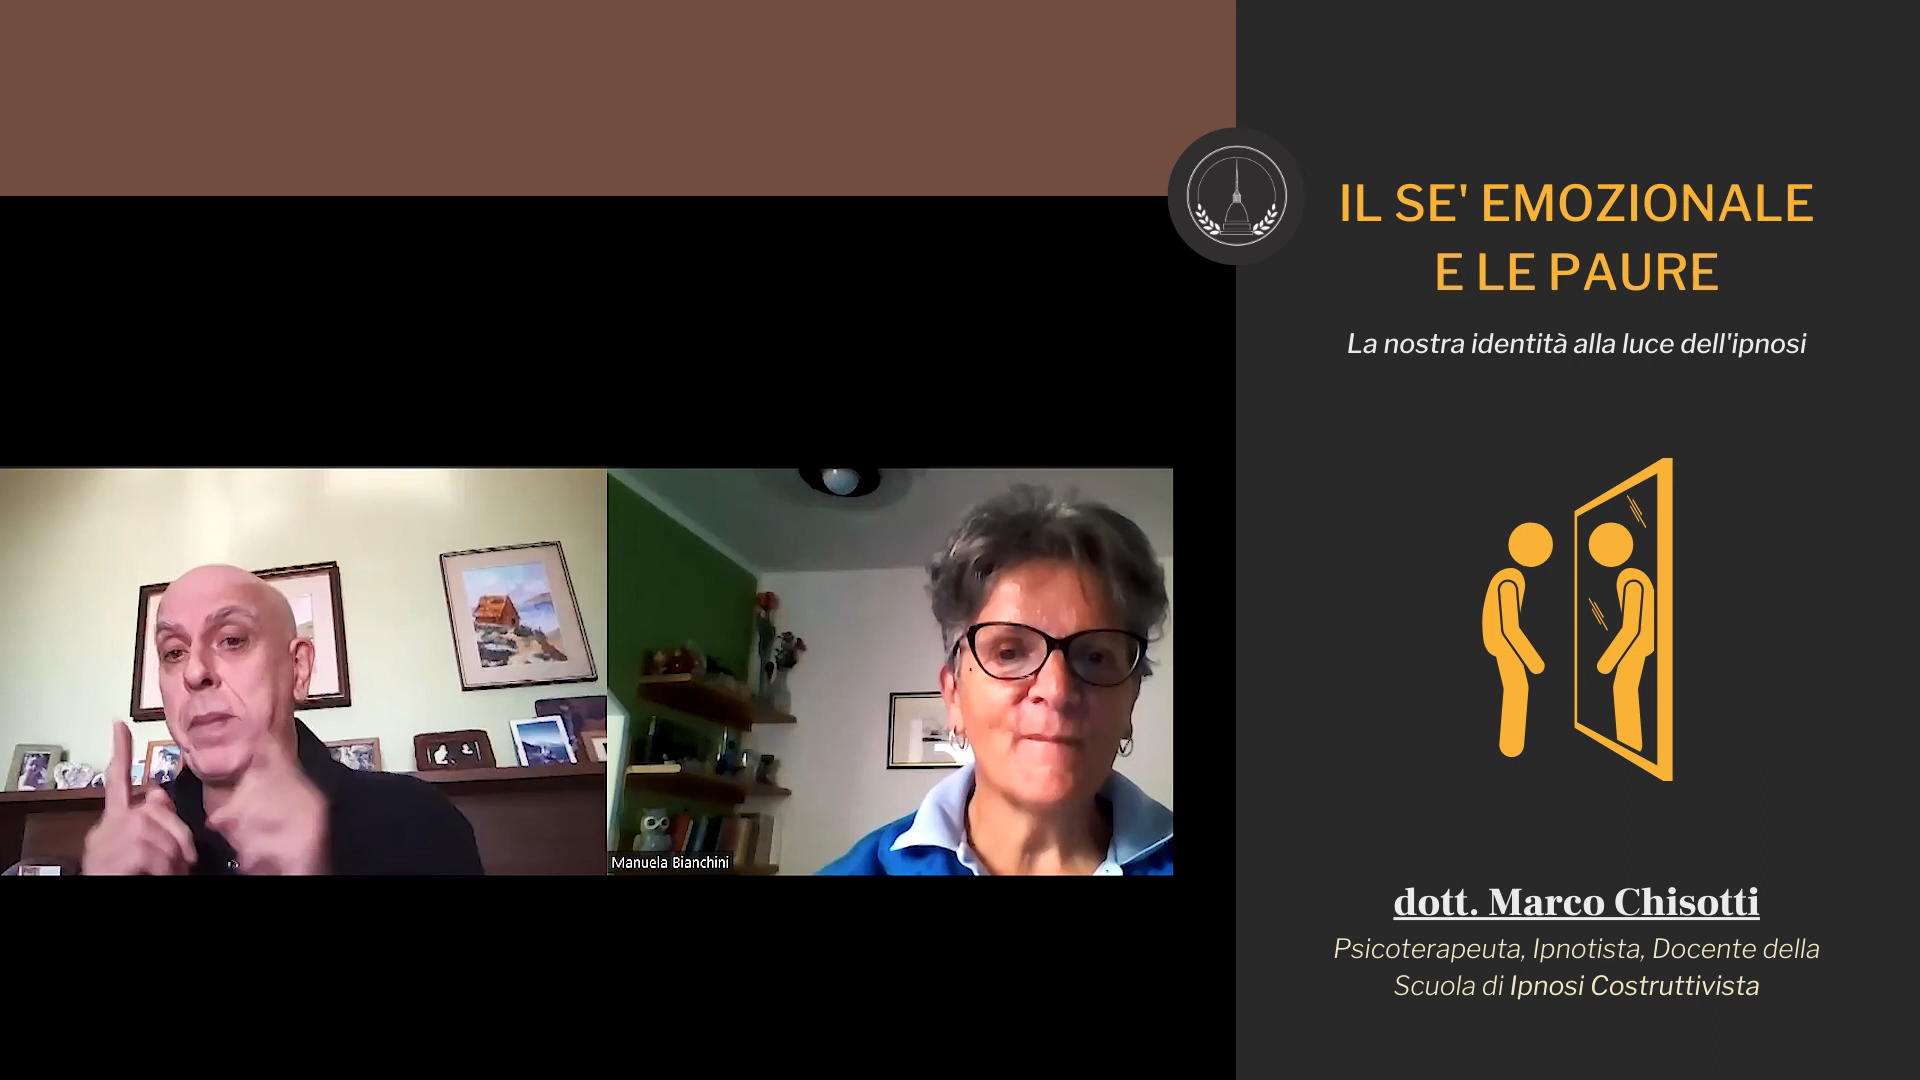 IL SE' EMOZIONALE
E LE PAURE
La nostra identità alla luce dell'ipnosi
Manuela Bianchini
dott. Marco Chisotti
Psicoterapeuta, Ipnotista, Docente della
Scuola di Ipnosi Costruttivista